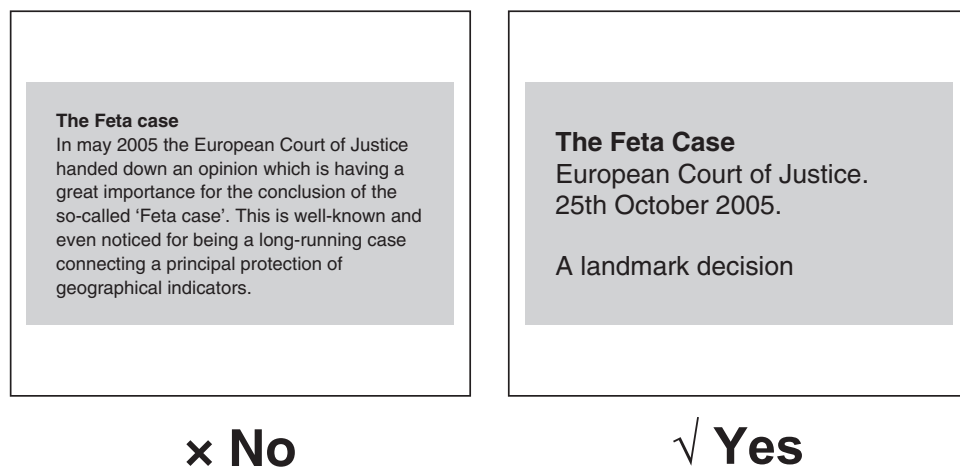 The Feta case
In may 2005 the European Court of Justice
handed down an opinion which is having a
great importance for the conclusion of the
so-called ‘Feta case’. This is well-known and
even noticed for being a long-running case
connecting a principal protection of
geographical indicators.
× No
The Feta Case
European Court of Justice.
25th October 2005.
A landmark decision
√ Yes